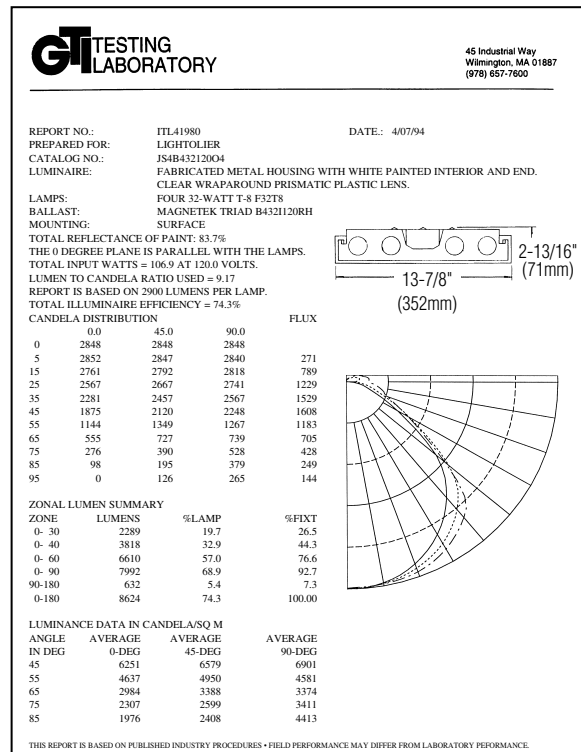 GTI TESTING
LABORATORY
45 Industrial Way
Wilmington, MA 01887
(978) 657-7600
REPORT NO.: ITL41980 DATE.: 4/07/94
PREPARED FOR: LIGHTOLIER
CATALOG NO.: JS4B432120O4
LUMINAIRE: FABRICATED METAL HOUSING WITH WHITE PAINTED INTERIOR AND END.
CLEAR WRAPAROUND PRISMATIC PLASTIC LENS.
LAMPS: FOUR 32-WATT T-8 F32T8
BALLAST: MAGNETEK TRIAD B432I120RH
MOUNTING: SURFACE
TOTAL REFLECTANCE OF PAINT: 83.7%
THE 0 DEGREE PLANE IS PARALLEL WITH THE LAMPS.
TOTAL INPUT WATTS = 106.9 AT 120.0 VOLTS.
LUMEN TO CANDELA RATIO USED = 9.17
REPORT IS BASED ON 2900 LUMENS PER LAMP.
TOTAL ILLUMINAIRE EFFICIENCY = 74.3%
2-13/16"
(71mm)
13-7/8"
(352mm)
CANDELA DISTRIBUTION FLUX
0.0 45.0 90.0
0 2848 2848 2848
5 2852 2847 2840 271
15 2761 2792 2818 789
25 2567 2667 2741 1229
35 2281 2457 2567 1529
45 1875 2120 2248 1608
55 1144 1349 1267 1183
65 555 727 739 705
75 276 390 528 428
85 98 195 379 249
95 0 126 265 144
ZONAL LUMEN SUMMARY
ZONE LUMENS %LAMP %FIXT
0- 30 2289 19.7 26.5
0- 40 3818 32.9 44.3
0- 60 6610 57.0 76.6
0- 90 7992 68.9 92.7
90-180 632 5.4 7.3
0-180 8624 74.3 100.00
LUMINANCE DATA IN CANDELA/SQ M
ANGLE AVERAGE AVERAGE AVERAGE
IN DEG 0-DEG 45-DEG 90-DEG
45 6251 6579 6901
55 4637 4950 4581
65 2984 3388 3374
75 2307 2599 3411
85 1976 2408 4413
THIS REPORT IS BASED ON PUBLISHED INDUSTRY PROCEDURES • FIELD PERFORMANCE MAY DIFFER FROM LABORATORY PEFORMANCE.